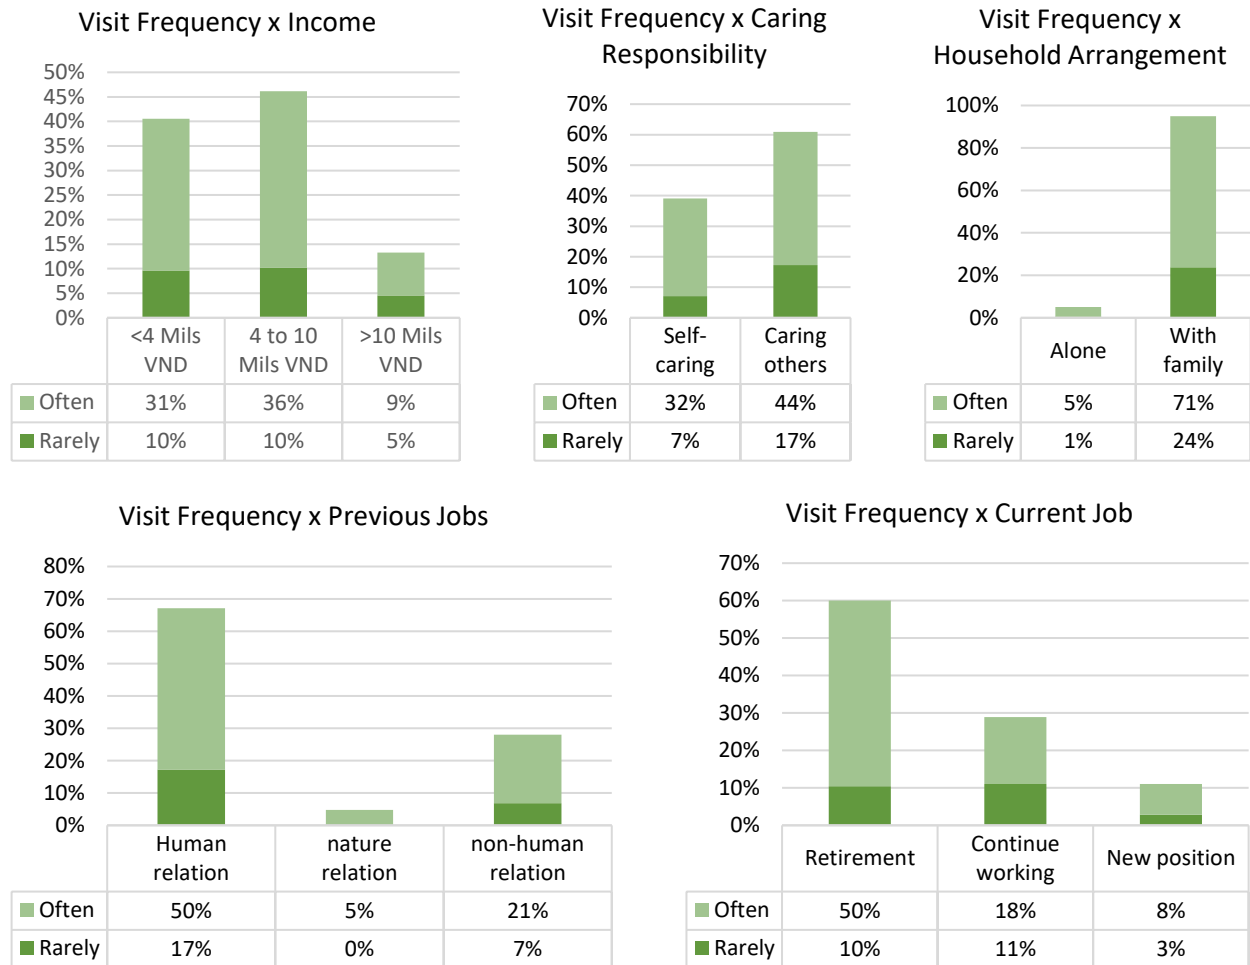 Visit Frequency x Income
50%
45%
40%
35%
30%
25%
20%
15%
10%
5%
0%
<4 Mils VND
4 to 10 Mils VND
>10 Mils VND
Often 31% 36% 9%
Rarely 10% 10% 5%
Visit Frequency x Caring
Responsibility
70%
60%
50%
40%
30%
20%
10%
0%
Self-caring
Caring others
Often 32% 44%
Rarely 7% 17%
Visit Frequency x
Household Arrangement
100%
80%
60%
40%
20%
0%
Alone
With family
Often 5% 71%
Rarely 1% 24%
Visit Frequency x Previous Jobs
80%
70%
60%
50%
40%
30%
20%
10%
0%
Human relation
nature relation
non-human relation
Often 50% 5% 21%
Rarely 17% 0% 7%
Visit Frequency x Current Job
70%
60%
50%
40%
30%
20%
10%
0%
Retirement
Continue working
New position
Often 50% 18% 8%
Rarely 10% 11% 3%